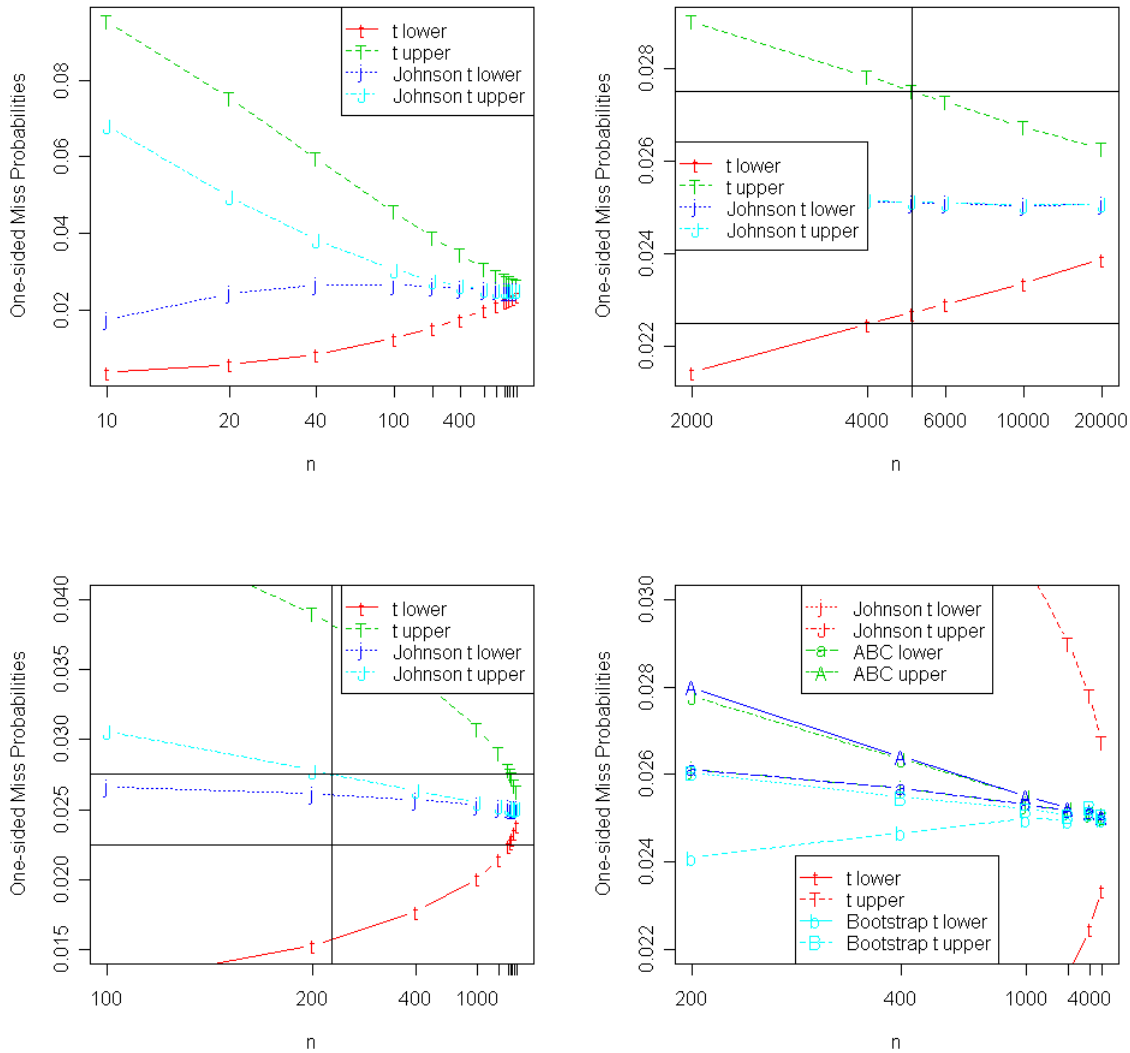 One-sided Miss Probabilities
0.02 0.04 0.06 0.08
t t lower
T t upper
j Johnson t lower
J Johnson t upper
10 20 40 100 400
n
One-sided Miss Probabilities
0.022 0.024 0.026 0.028
t t lower
T t upper
j Johnson t lower
J Johnson t upper
2000 4000 6000 10000 20000
n
One-sided Miss Probabilities
0.015 0.020 0.025 0.030 0.035 0.040
t t lower
T t upper
j Johnson t lower
J Johnson t upper
100 200 400 1000
n
One-sided Miss Probabilities
0.022 0.024 0.026 0.028 0.030
j Johnson t lower
J Johnson t upper
a ABC lower
A ABC upper
t t lower
T t upper
b Bootstrap t lower
B Bootstrap t upper
200 400 1000 4000
n